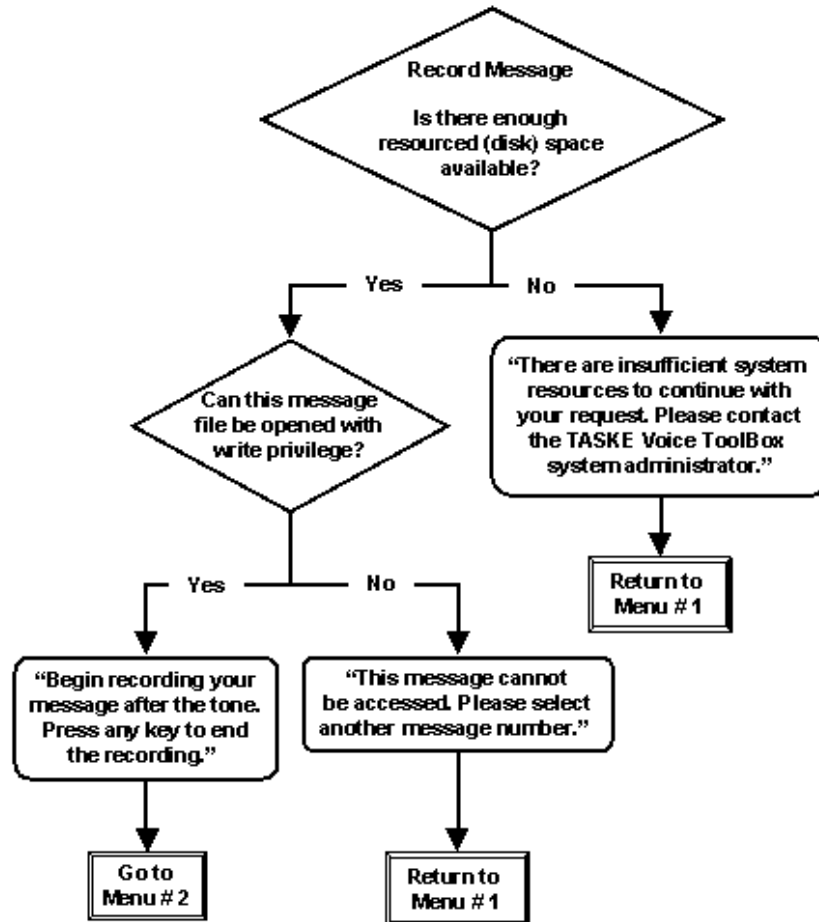 Record Message
Is there enough
resourced (disk) space
available?
Yes
No
Can this message
file be opened with
write privilege?
“There are insufficient system
resources to continue with
your request. Please contact
the TASKE Voice ToolBox
system administrator.”
Return to
Menu # 1
Yes
No
“Begin recording your
message after the tone.
Press any key to end
the recording.”
“This message cannot
be accessed. Please select
another message number.”
Go to
Menu # 2
Return to
Menu # 1